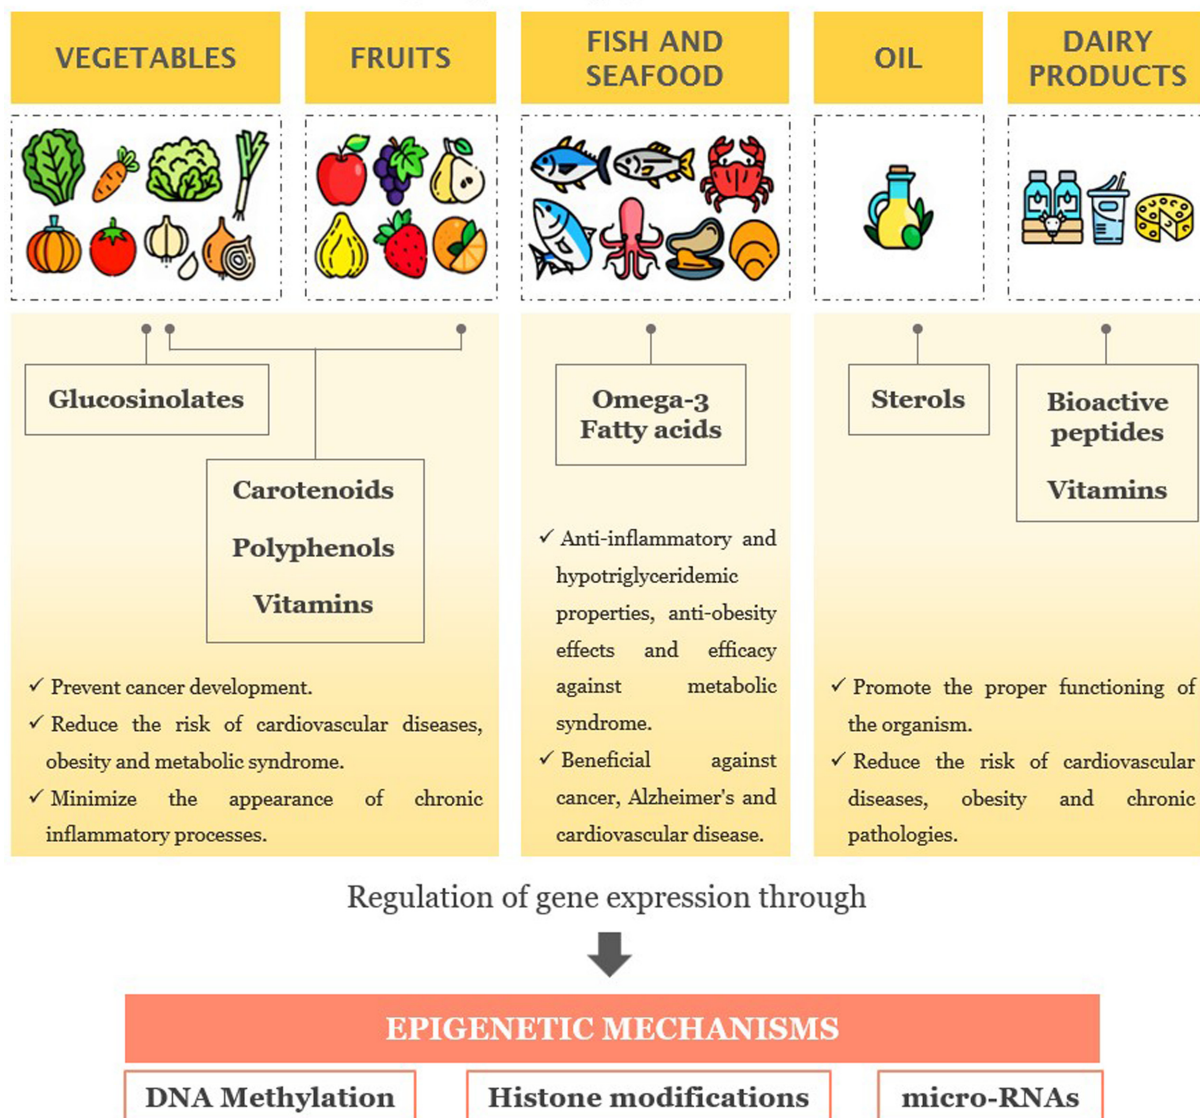 VEGETABLES
FRUITS
FISH AND
SEAFOOD
OIL
DAIRY
PRODUCTS
Glucosinolates
Carotenoids
Polyphenols
Vitamins
✓ Prevent cancer development.
✓ Reduce the risk of cardiovascular diseases,
obesity and metabolic syndrome.
✓ Minimize the appearance of chronic
inflammatory processes.
Omega-3
Fatty acids
✓ Anti-inflammatory and
hypotriglyceridemic
properties, anti-obesity
effects and efficacy
against metabolic
syndrome.
✓ Beneficial against
cancer, Alzheimer's and
cardiovascular disease.
Sterols
Bioactive
peptides
Vitamins
✓ Promote the proper functioning of
the organism.
✓ Reduce the risk of cardiovascular
diseases, obesity and chronic
pathologies.
Regulation of gene expression through
EPIGENETIC MECHANISMS
DNA Methylation
Histone modifications
micro-RNAs